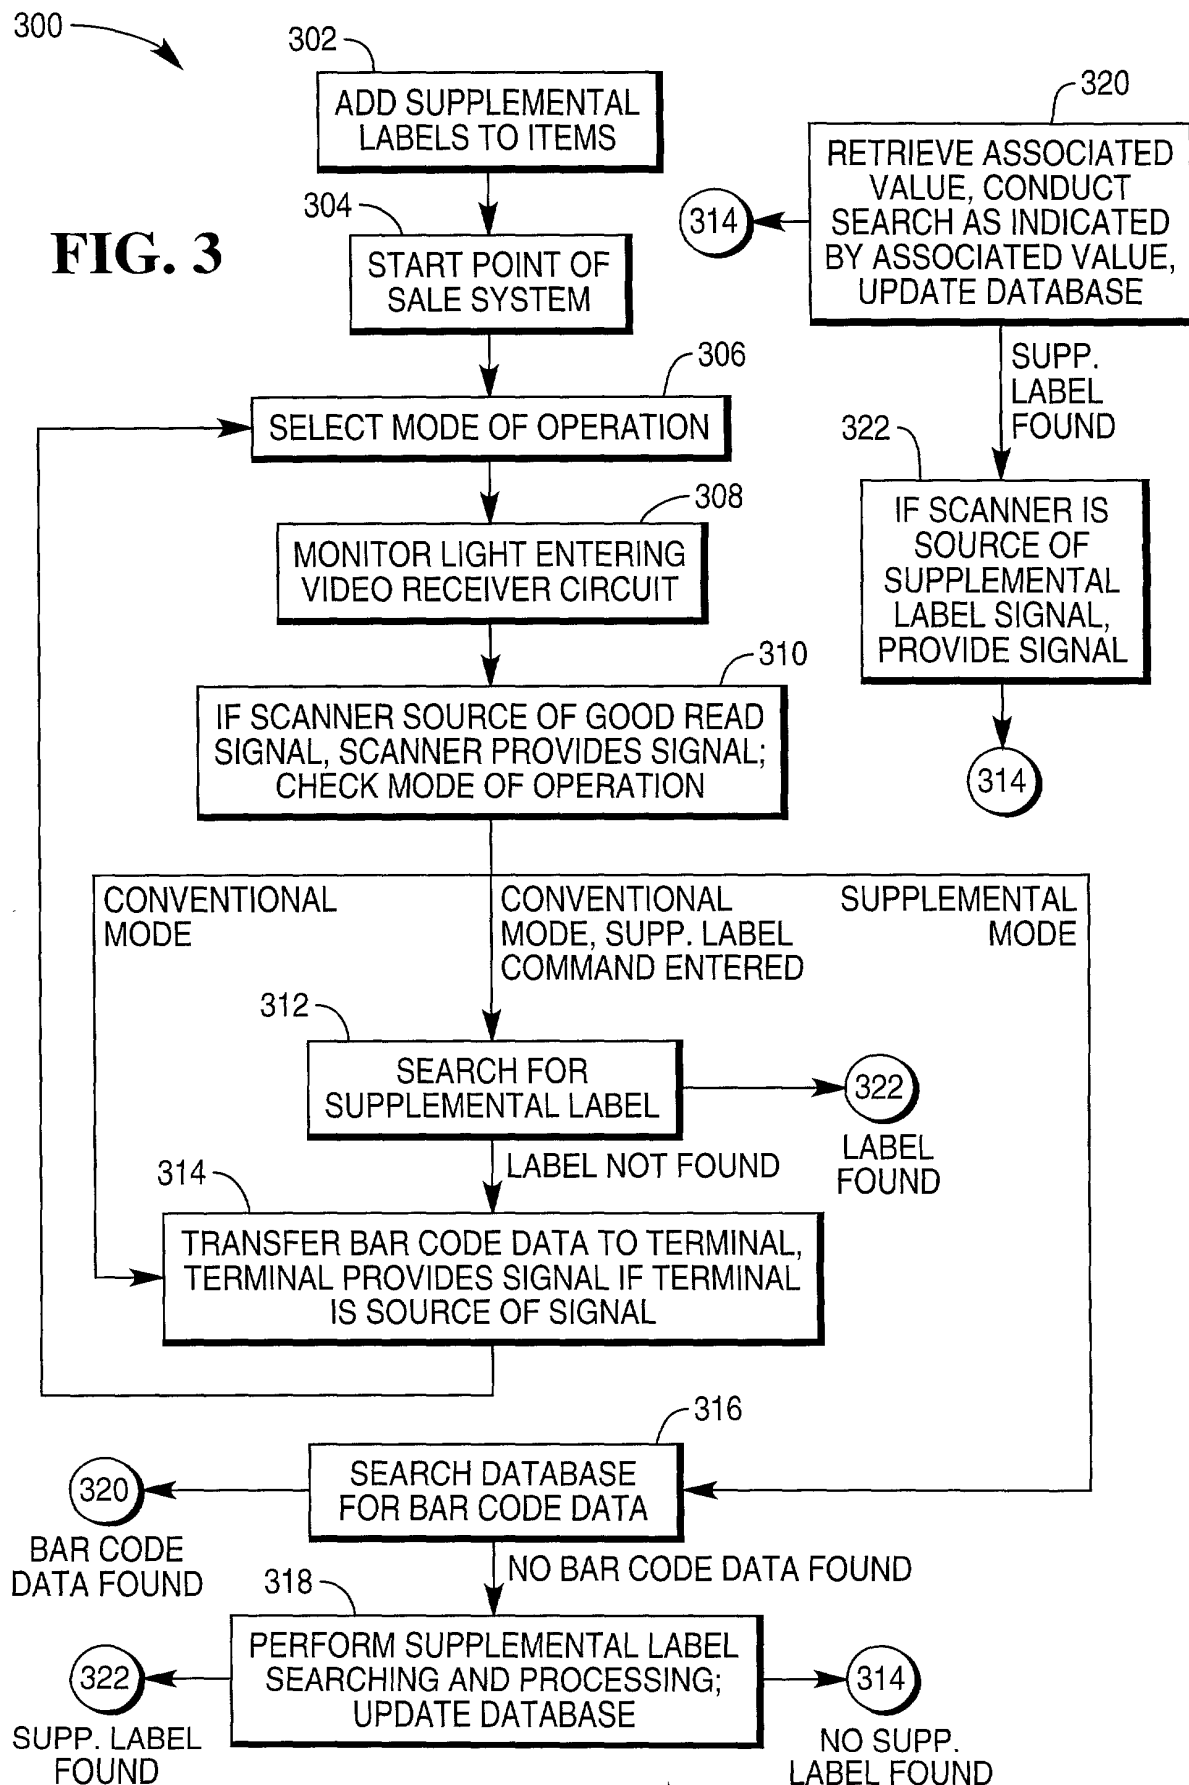 300
302
ADD SUPPLEMENTAL
LABELS TO ITEMS
304
FIG. 3
START POINT OF
SALE SYSTEM
306
SELECT MODE OF OPERATION
308
MONITOR LIGHT ENTERING
VIDEO RECEIVER CIRCUIT
310
IF SCANNER SOURCE OF GOOD READ
SIGNAL, SCANNER PROVIDES SIGNAL;
CHECK MODE OF OPERATION
320
RETRIEVE ASSOCIATED
VALUE, CONDUCT
SEARCH AS INDICATED
BY ASSOCIATED VALUE,
UPDATE DATABASE
314
SUPP.
LABEL
FOUND
322
IF SCANNER IS
SOURCE OF
SUPPLEMENTAL
LABEL SIGNAL,
PROVIDE SIGNAL
314
CONVENTIONAL
MODE
CONVENTIONAL
MODE, SUPP. LABEL
COMMAND ENTERED
SUPPLEMENTAL
MODE
312
SEARCH FOR
SUPPLEMENTAL LABEL
322
LABEL
FOUND
LABEL NOT FOUND
314
TRANSFER BAR CODE DATA TO TERMINAL,
TERMINAL PROVIDES SIGNAL IF TERMINAL
IS SOURCE OF SIGNAL
316
SEARCH DATABASE
FOR BAR CODE DATA
320
BAR CODE
DATA FOUND
NO BAR CODE DATA FOUND
318
PERFORM SUPPLEMENTAL LABEL
SEARCHING AND PROCESSING;
UPDATE DATABASE
322
SUPP. LABEL
FOUND
314
NO SUPP.
LABEL FOUND